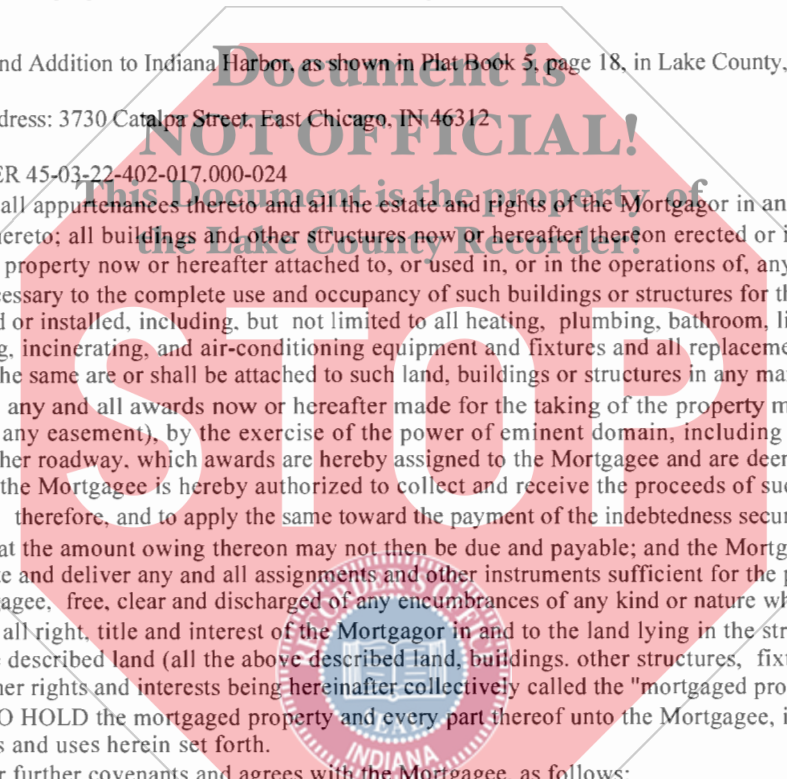 nd Addition to Indiana Harbor, as shown in Plat Book 5, page 18, in Lake County,
Document is
dress: 3730 Catalpa Street, East Chicago, IN 46312
NOT OFFICIAL!
ER 45-03-22-402-017.000-024
This Document is the property of
all appurtenances thereto and all the estate and rights of the Mortgagor in an
ereto; all buildings and other structures now or hereafter thereon erected or i
the Lake County Recorder!
property now or hereafter attached to, or used in, or in the operations of, any
cessary to the complete use and occupancy of such buildings or structures for th
d or installed, including. but not limited to all heating, plumbing, bathroom, li
g, incinerating, and air-conditioning equipment and fixtures and all replaceme
he same are or shall be attached to such land, buildings or structures in any ma
STOP
any and all awards now or hereafter made for the taking of the property m
any easement), by the exercise of the power of eminent domain, including
her roadway. which awards are hereby assigned to the Mortgagee and are deer
the Mortgagee is hereby authorized to collect and receive the proceeds of su
therefore, and to apply the same toward the payment of the indebtedness secur
at the amount owing thereon may not then be due and payable; and the Mortg
te and deliver any and all assignments and other instruments sufficient for the p
agee, free, clear and discharged of any encumbrances of any kind or nature wh
all right. title and interest of the Mortgagor in and to the land lying in the str
e described land (all the above described land, buildings. other structures, fixt
her rights and interests being hereinafter collectively called the "mortgaged pro
O HOLD the mortgaged property and every part thereof unto the Mortgagee, i
s and uses herein set forth.
r further covenants and agrees with the Mortgagee, as follows:
RECORDER'S OFFICE
SEAL
INDIANA